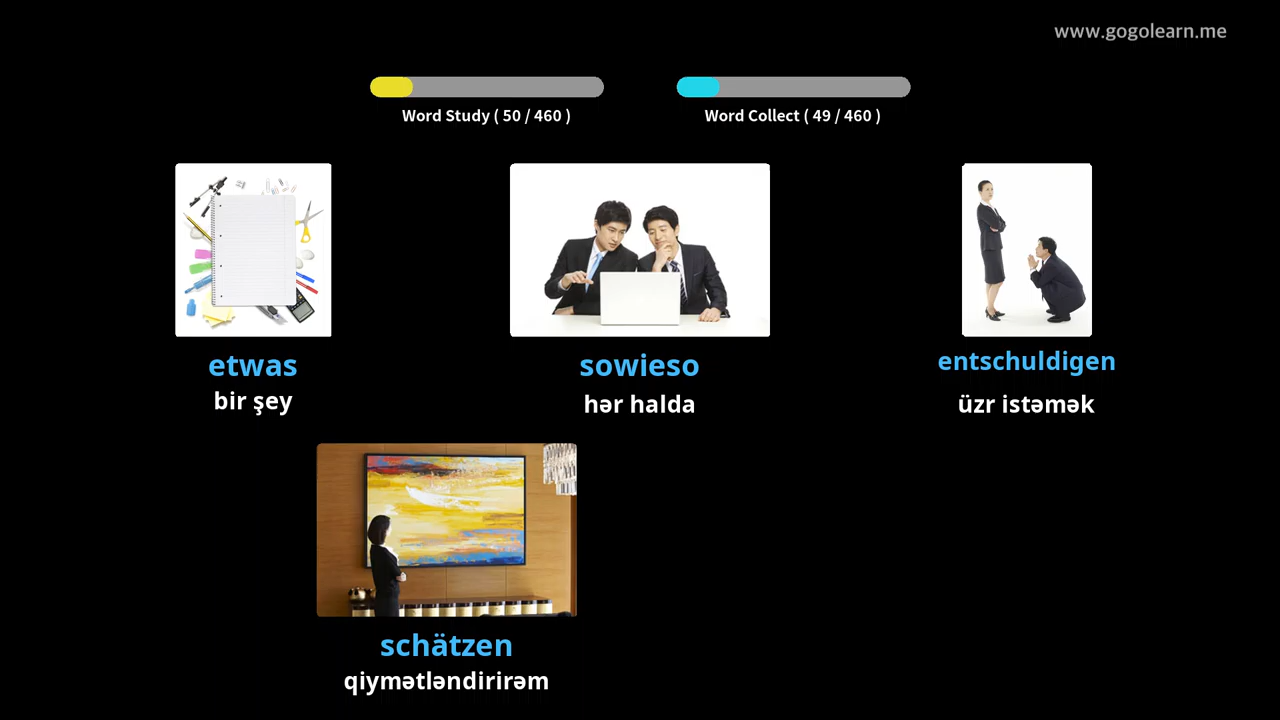 www.gogolearn.me
Word Study ( 50 / 460 )
Word Collect ( 49 / 460 )
etwas
bir şey
sowieso
hər halda
entschuldigen
üzr istəmək
schätzen
qiymətləndirirəm